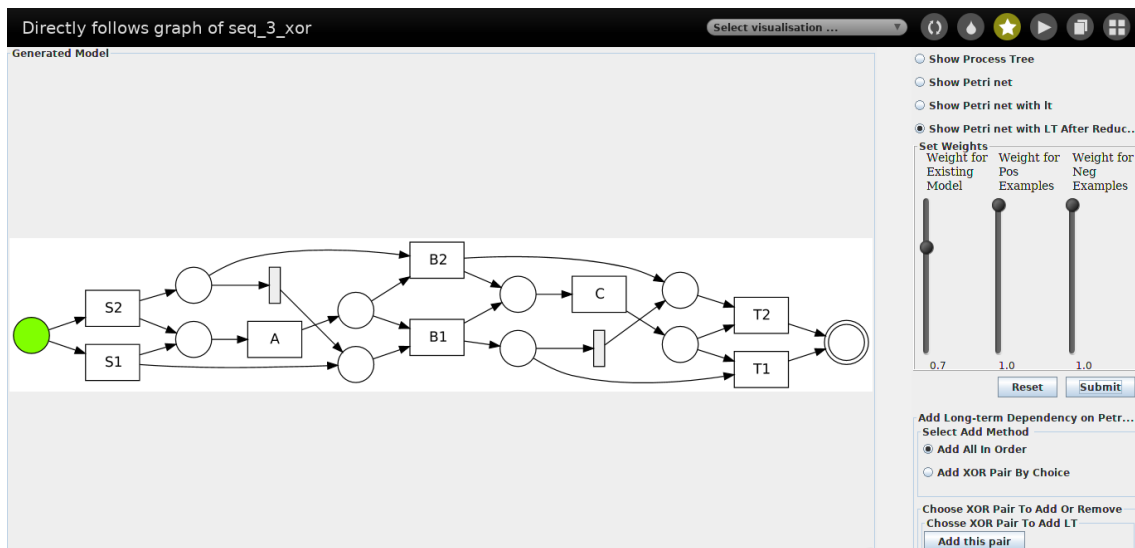 Directly follows graph of seq_3_xor
Select visualisation ...
Generated Model
Show Process Tree
Show Petri net
Show Petri net with lt
Show Petri net with LT After Reduc...
Set Weights
Weight for Existing Model
Weight for Pos Examples
Weight for Neg Examples
0.7
1.0
1.0
Reset
Submit
Add Long-term Dependency on Petr...
Select Add Method
Add All In Order
Add XOR Pair By Choice
Choose XOR Pair To Add Or Remove
Chosse XOR Pair To Add LT
Add this pair
S2
S1
A
B2
B1
C
T2
T1